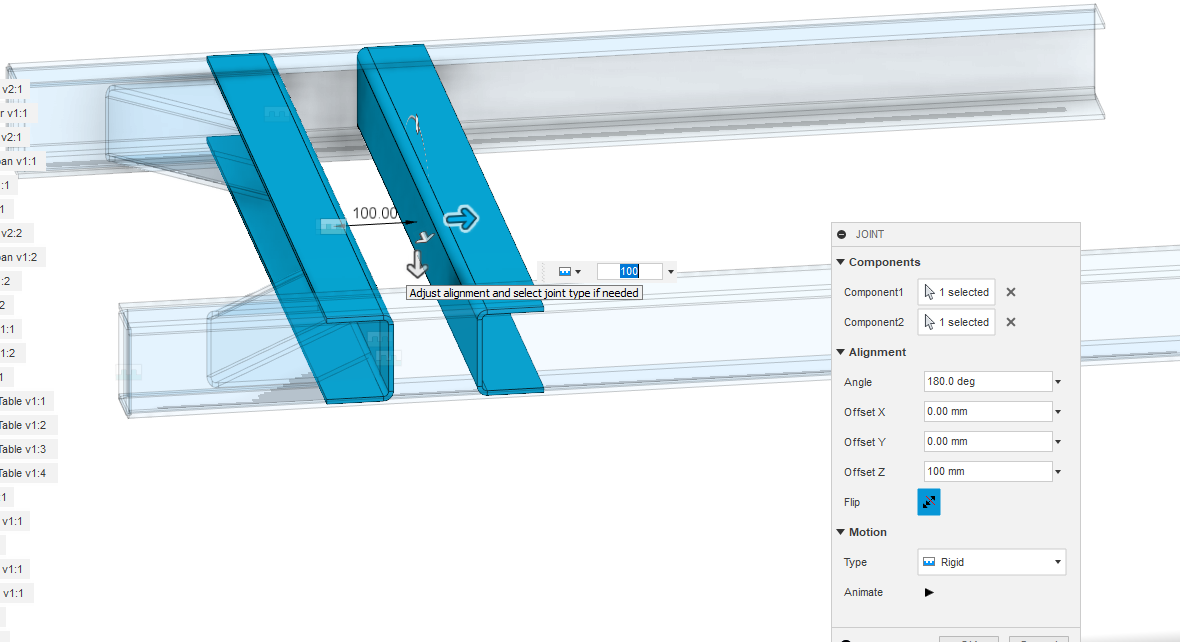 v2:1
r v1:1
v2:1
an v1:1
:1
1
v2:2
an v1:2
:2
2
1:1
1:2
1
Table v1:1
Table v1:2
Table v1:3
Table v1:4
:1
v1:1
v1:1
v1:1
100.00
100
Adjust alignment and select joint type if needed
JOINT
Components
Component1 1 selected
Component2 1 selected
Alignment
Angle 180.0 deg
Offset X 0.00 mm
Offset Y 0.00 mm
Offset Z 100 mm
Flip
Motion
Type Rigid
Animate